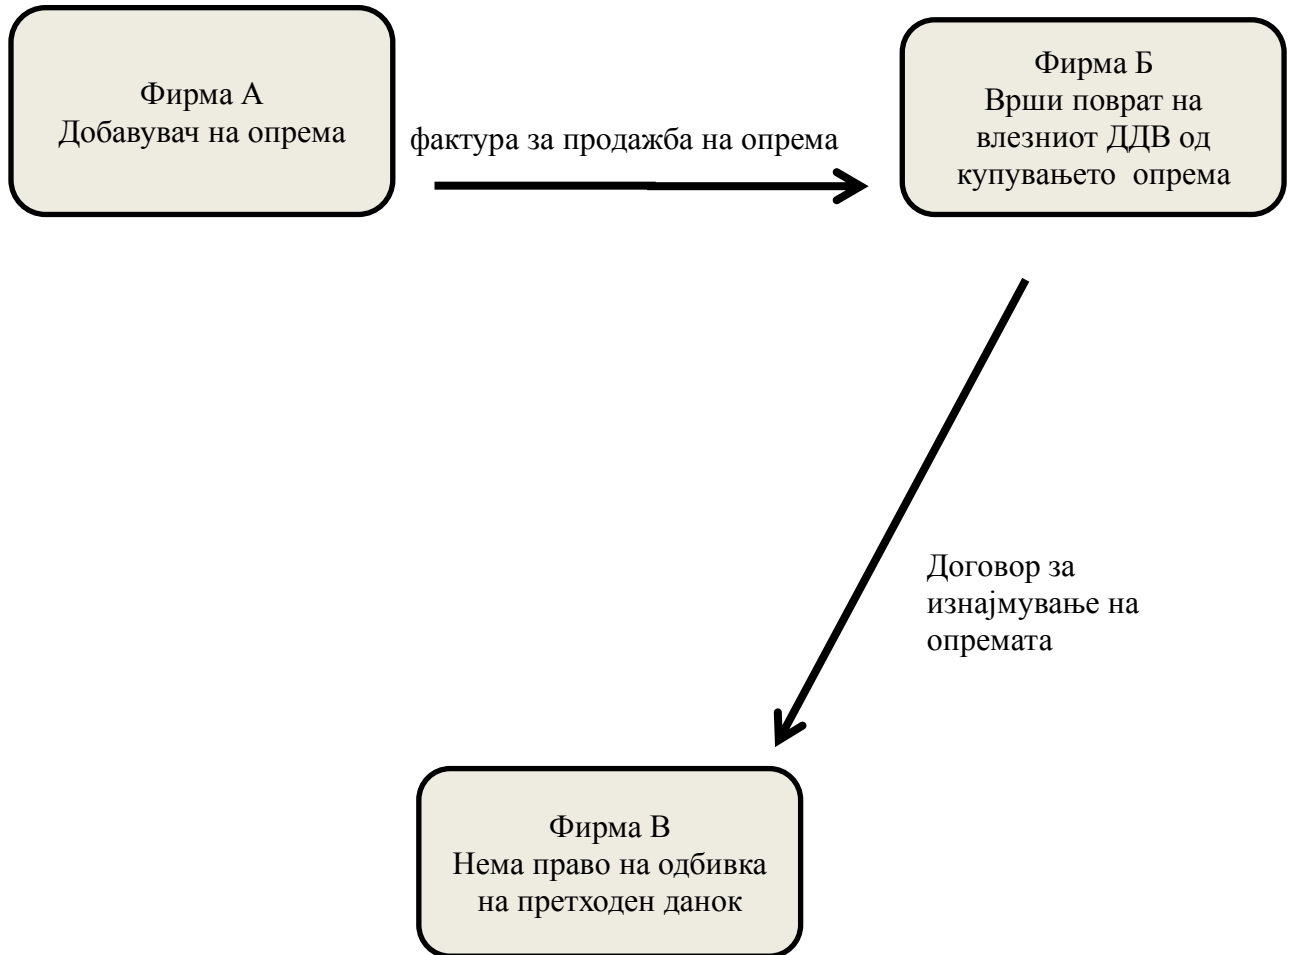 Фирма А
Добавувач на опрема
фактура за продажба на опрема
Фирма Б
Врши поврат на
влезниот ДДВ од
купувањето опрема
Договор за
изнајмување на
опремата
Фирма В
Нема право на одбивка
на претходен данок